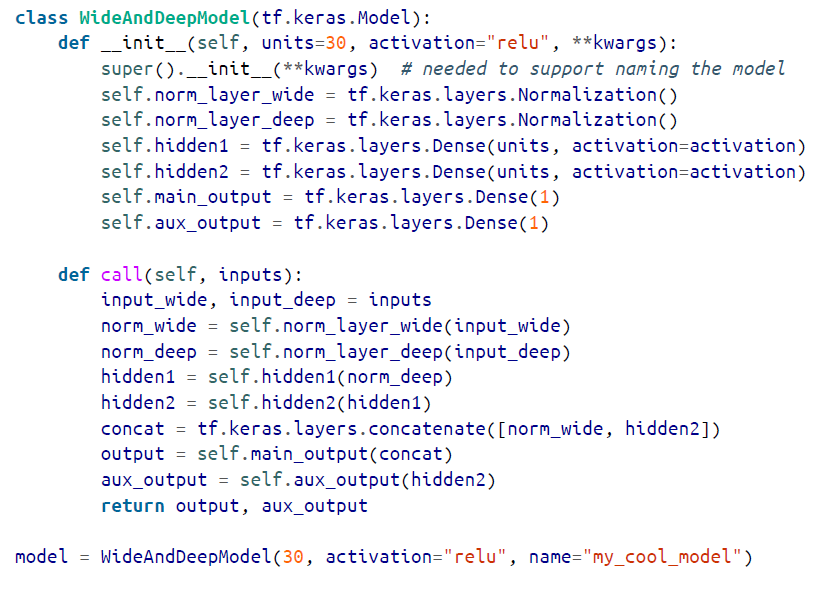 class WideAndDeepModel(tf.keras.Model):
    def __init__(self, units=30, activation="relu", **kwargs):
        super().__init__(**kwargs)  # needed to support naming the model
        self.norm_layer_wide = tf.keras.layers.Normalization()
        self.norm_layer_deep = tf.keras.layers.Normalization()
        self.hidden1 = tf.keras.layers.Dense(units, activation=activation)
        self.hidden2 = tf.keras.layers.Dense(units, activation=activation)
        self.main_output = tf.keras.layers.Dense(1)
        self.aux_output = tf.keras.layers.Dense(1)

    def call(self, inputs):
        input_wide, input_deep = inputs
        norm_wide = self.norm_layer_wide(input_wide)
        norm_deep = self.norm_layer_deep(input_deep)
        hidden1 = self.hidden1(norm_deep)
        hidden2 = self.hidden2(hidden1)
        concat = tf.keras.layers.concatenate([norm_wide, hidden2])
        output = self.main_output(concat)
        aux_output = self.aux_output(hidden2)
        return output, aux_output

model = WideAndDeepModel(30, activation="relu", name="my_cool_model")